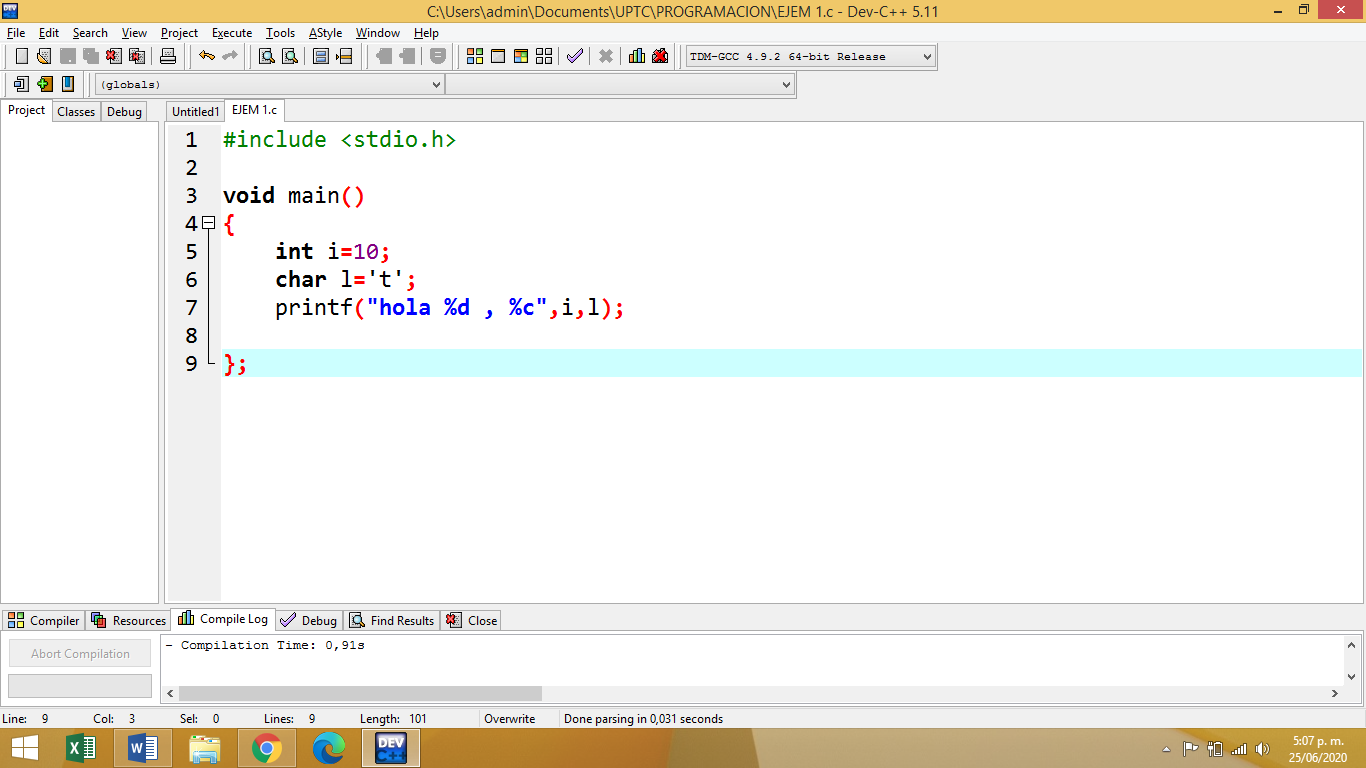 C:\Users\admin\Documents\UPTC\PROGRAMACION\EJEM 1.c - Dev-C++ 5.11
File Edit Search View Project Execute Tools AStyle Window Help
TDM-GCC 4.9.2 64-bit Release
(globals)
Project Classes Debug Untitled1 EJEM 1.c
1 #include <stdio.h>
2
3 void main()
4 {
5 int i=10;
6 char l='t';
7 printf("hola %d , %c",i,l);
8
9 };
Compiler Resources Compile Log Debug Find Results Close
Abort Compilation
- Compilation Time: 0,91s
Line: 9 Col: 3 Sel: 0 Lines: 9 Length: 101 Overwrite Done parsing in 0,031 seconds
5:07 p. m.
25/06/2020